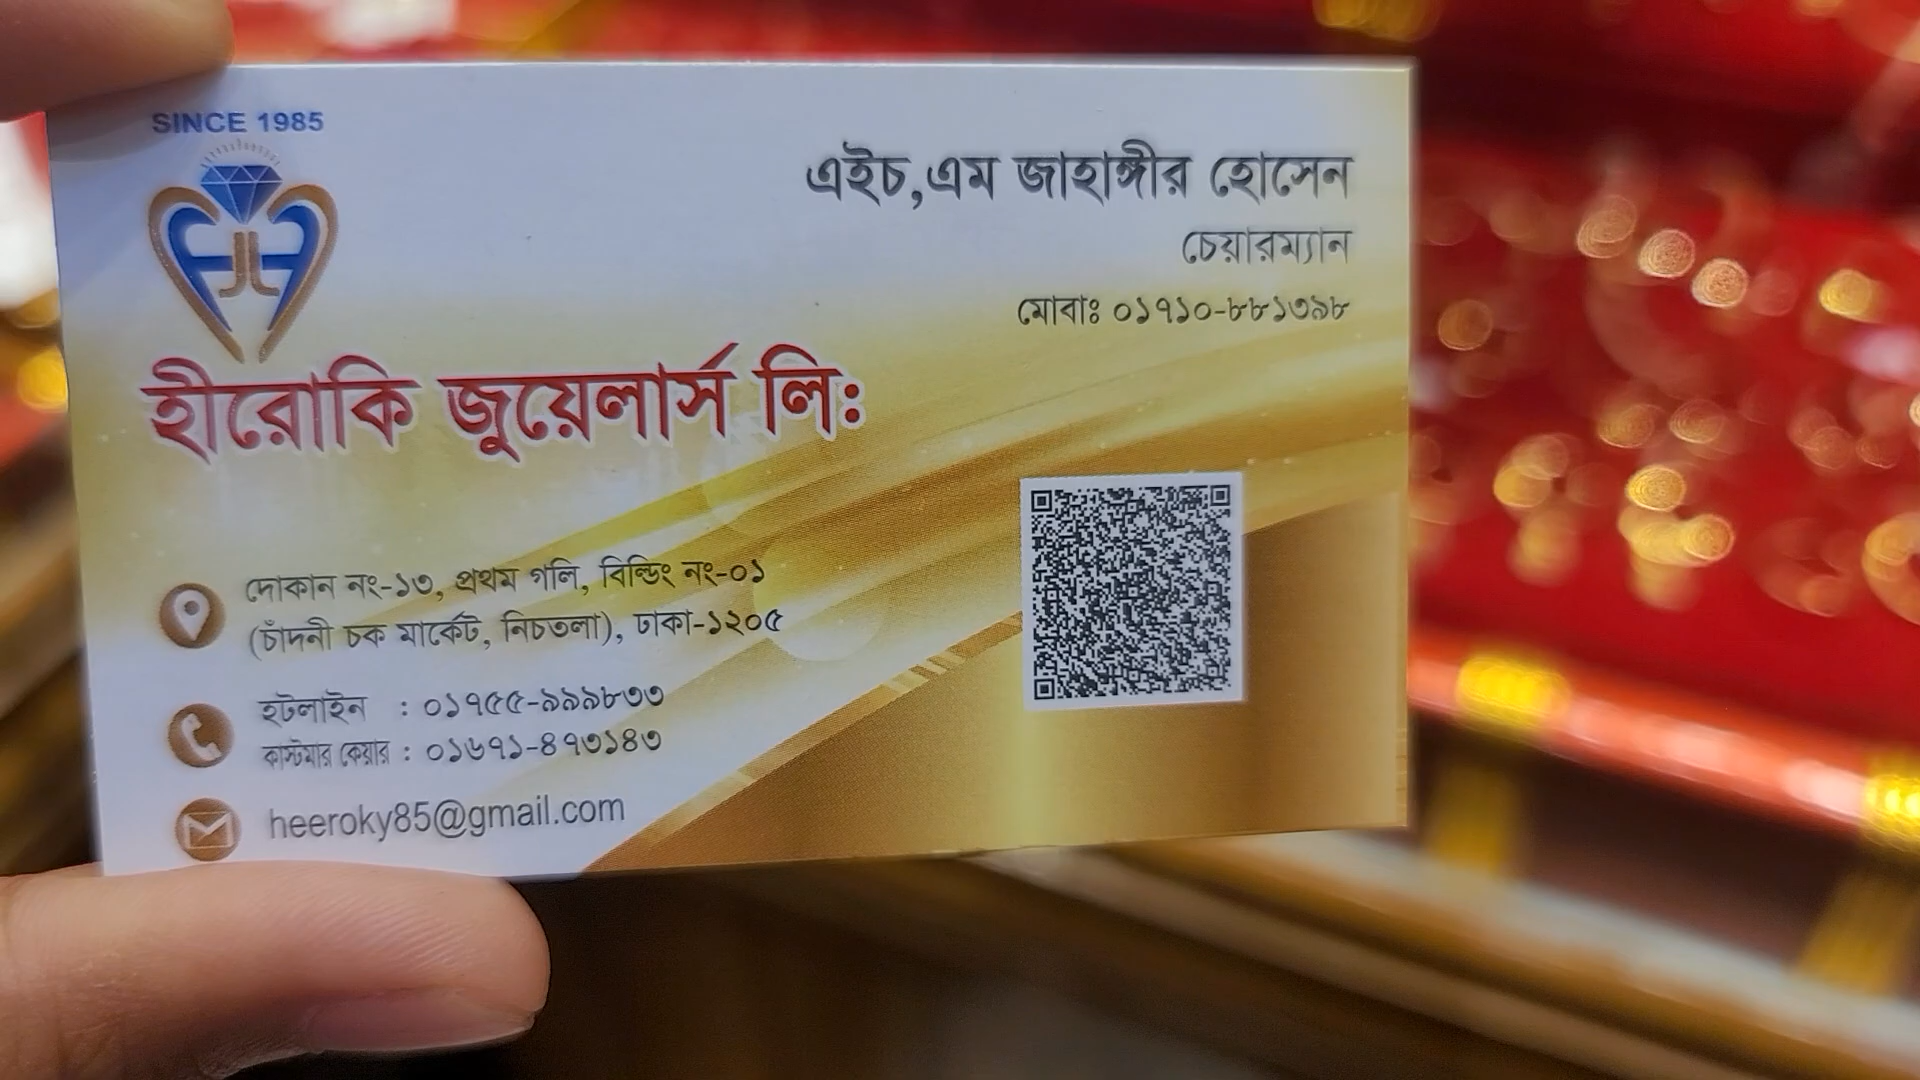 SINCE 1985
এইচ,এম জাহাঙ্গীর হোসেন
চেয়ারম্যান
মোবাঃ ০১৭১০-৮৮১৩৯৮
হীরোকি জুয়েলার্স লি:
দোকান নং-১৩, প্রথম গলি, বিল্ডিং নং-০১
(চাঁদনী চক মার্কেট, নিচতলা), ঢাকা-১২০৫
হটলাইন : ০১৭৫৫-৯৯৯৮৩৩
কাস্টমার কেয়ার : ০১৬৭১-৪৭৩১৪৩
heeroky85@gmail.com